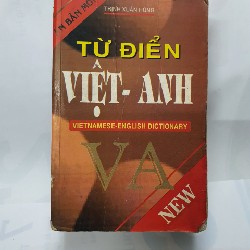 TỪ ĐIỂN
VIỆT - ANH
VIETNAMESE-ENGLISH DICTIONARY
VA
NEW